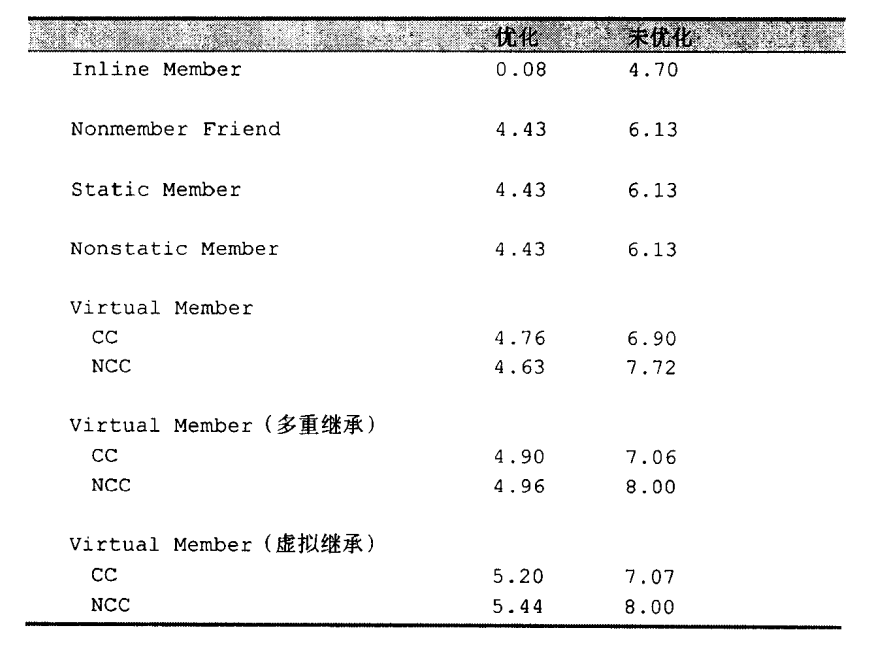 优化 未优化
Inline Member 0.08 4.70
Nonmember Friend 4.43 6.13
Static Member 4.43 6.13
Nonstatic Member 4.43 6.13
Virtual Member
CC 4.76 6.90
NCC 4.63 7.72
Virtual Member (多重继承)
CC 4.90 7.06
NCC 4.96 8.00
Virtual Member (虚拟继承)
CC 5.20 7.07
NCC 5.44 8.00